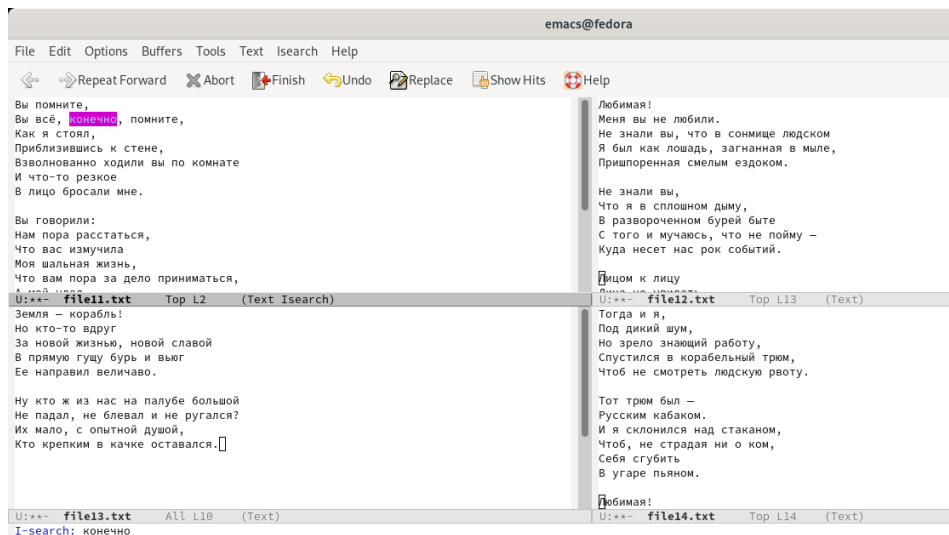 emacs@fedora
File Edit Options Buffers Tools Text Isearch Help
Repeat Forward Abort Finish Undo Replace Show Hits Help
Вы помните,
Вы всё, конечно, помните,
Как я стоял,
Приблизившись к стене,
Взволнованно ходили вы по комнате
И что-то резкое
В лицо бросали мне.
Вы говорили:
Нам пора расстаться,
Что вас измучила
Моя шальная жизнь,
Что вам пора за дело приниматься,
U:**- file11.txt Top L2 (Text Isearch)
Любимая!
Меня вы не любили.
Не знали вы, что в сонмище людском
Я был как лошадь, загнанная в мыле,
Пришпоренная смелым ездоком.
Не знали вы,
Что я в сплошном дыму,
В развороченном бурей быте
С того и мучаюсь, что не пойму —
Куда несет нас рок событий.
Лицом к лицу
U:**- file12.txt Top L13 (Text)
Земля — корабль!
Но кто-то вдруг
За новой жизнью, новой славой
В прямую гущу бурь и вьюг
Ее направил величаво.
Ну кто ж из нас на палубе большой
Не падал, не блевал и не ругался?
Их мало, с опытной душой,
Кто крепким в качке оставался.
U:**- file13.txt All L10 (Text)
Тогда и я,
Под дикий шум,
Но зрело знающий работу,
Спустился в корабельный трюм,
Чтоб не смотреть людскую рвоту.
Тот трюм был —
Русским кабаком.
И я склонился над стаканом,
Чтоб, не страдая ни о ком,
Себя сгубить
В угаре пьяном.
Любимая!
U:**- file14.txt Top L14 (Text)
I-search: конечно